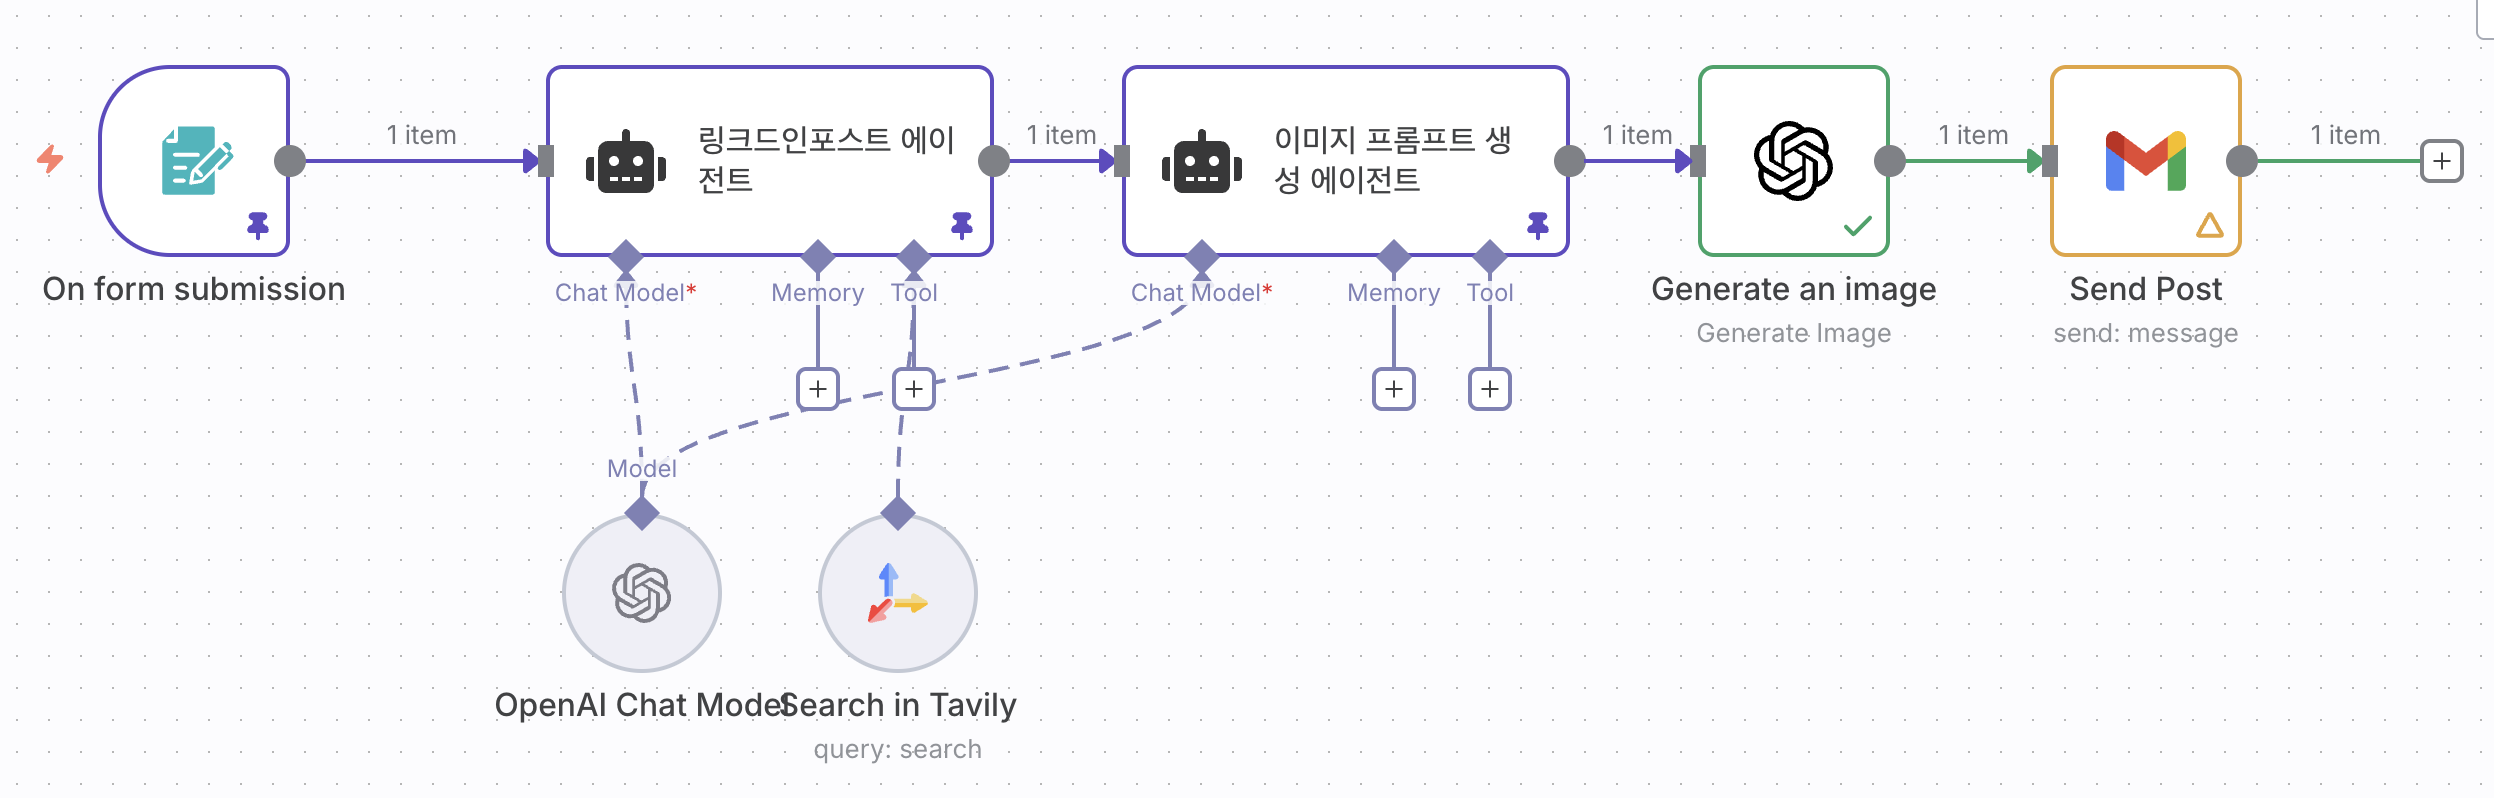 1 item
링크드인포스트 에이
전트
1 item
이미지 프롬프트 생
성 에이전트
1 item
1 item
1 item
On form submission
Chat Model*
Memory
Tool
Chat Model*
Memory
Tool
Generate an image
Generate Image
Send Post
send: message
Model
OpenAI Chat Model
Search in Tavily
query: search